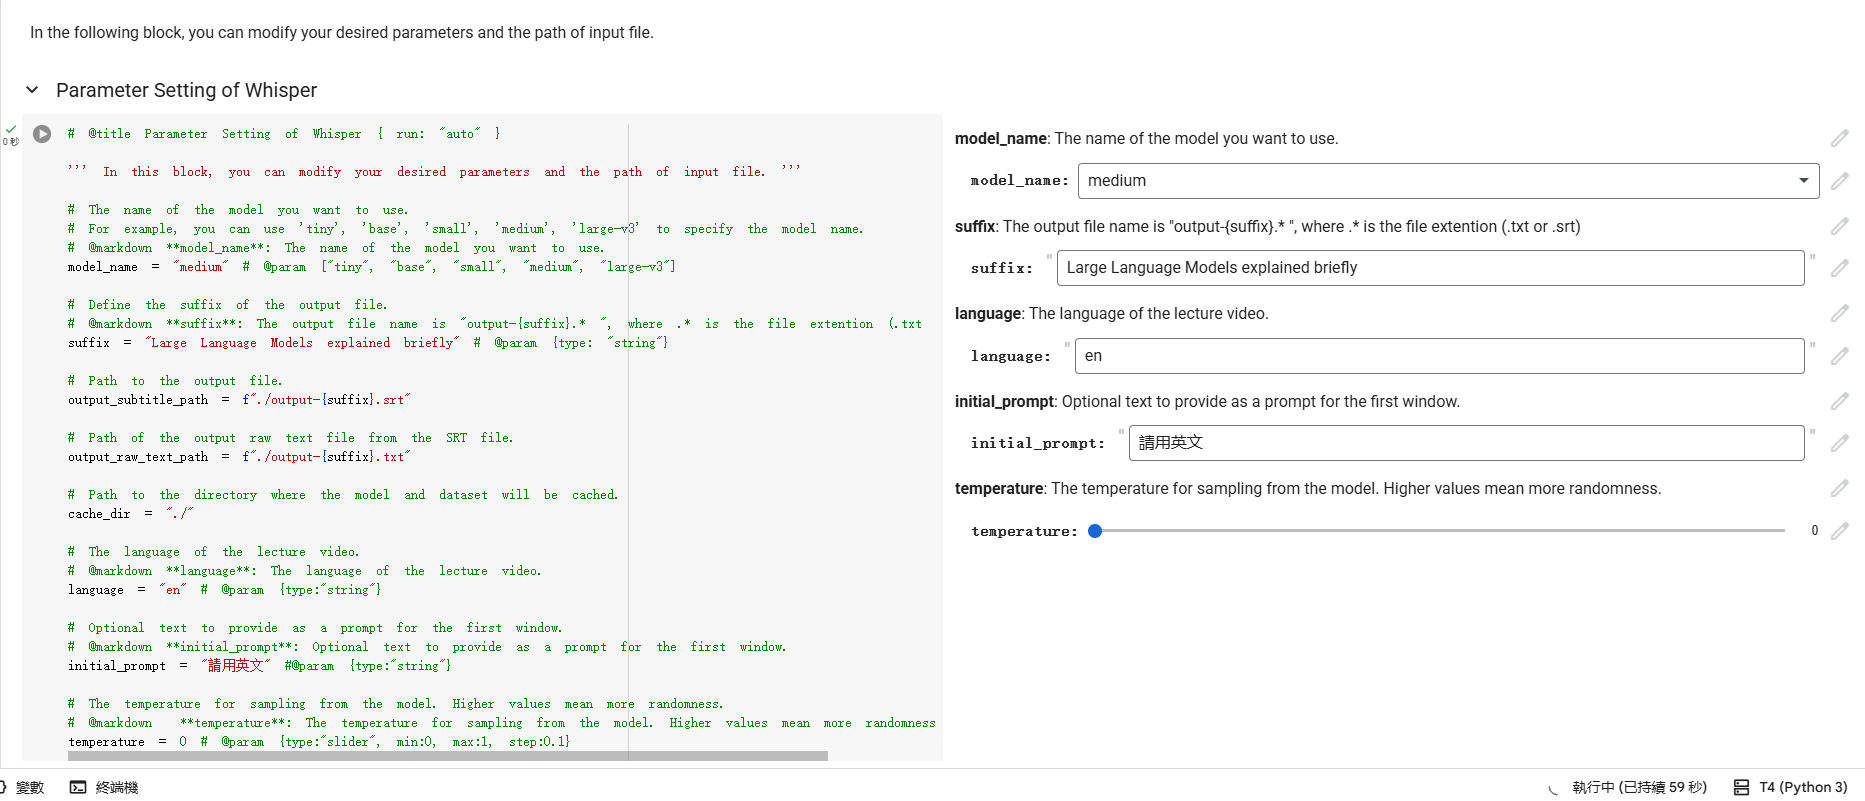 In the following block, you can modify your desired parameters and the path of input file.
Parameter Setting of Whisper
0 秒
# @title Parameter Setting of Whisper { run: "auto" }
''' In this block, you can modify your desired parameters and the path of input file. '''
# The name of the model you want to use.
# For example, you can use 'tiny', 'base', 'small', 'medium', 'large-v3' to specify the model name.
# @markdown **model_name**: The name of the model you want to use.
model_name = "medium" # @param ["tiny", "base", "small", "medium", "large-v3"]
# Define the suffix of the output file.
# @markdown **suffix**: The output file name is "output-{suffix}.* ", where .* is the file extention (.txt
suffix = "Large Language Models explained briefly" # @param {type: "string"}
# Path to the output file.
output_subtitle_path = f"./output-{suffix}.srt"
# Path of the output raw text file from the SRT file.
output_raw_text_path = f"./output-{suffix}.txt"
# Path to the directory where the model and dataset will be cached.
cache_dir = "./"
# The language of the lecture video.
# @markdown **language**: The language of the lecture video.
language = "en" # @param {type:"string"}
# Optional text to provide as a prompt for the first window.
# @markdown **initial_prompt**: Optional text to provide as a prompt for the first window.
initial_prompt = "請用英文" #@param {type:"string"}
# The temperature for sampling from the model. Higher values mean more randomness.
# @markdown **temperature**: The temperature for sampling from the model. Higher values mean more randomness
temperature = 0 # @param {type:"slider", min:0, max:1, step:0.1}
model_name: The name of the model you want to use.
model_name: medium
suffix: The output file name is "output-{suffix}.* ", where .* is the file extention (.txt or .srt)
suffix: " Large Language Models explained briefly "
language: The language of the lecture video.
language: " en "
initial_prompt: Optional text to provide as a prompt for the first window.
initial_prompt: " 請用英文 "
temperature: The temperature for sampling from the model. Higher values mean more randomness.
temperature: 0
變數 終端機 執行中 (已持續 59 秒) T4 (Python 3)